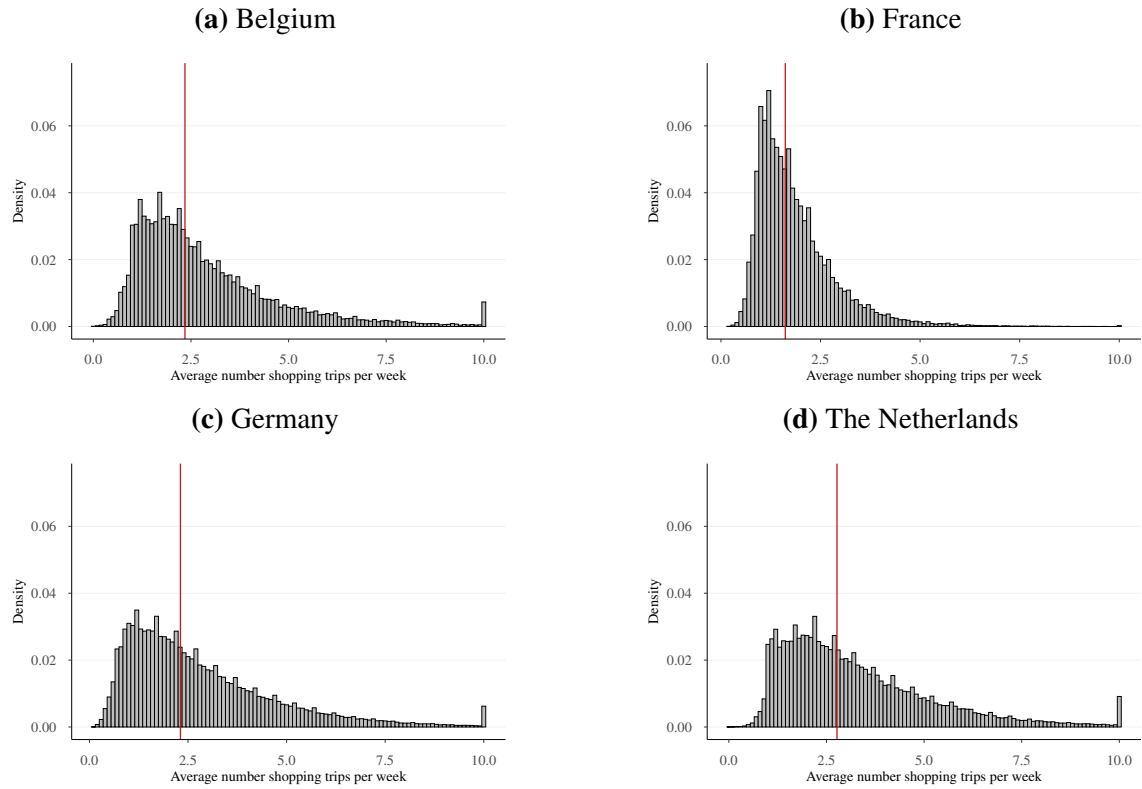 (a) Belgium
0.06
0.04
0.02
0.00
Density
0.0 2.5 5.0 7.5 10.0
Average number shopping trips per week
(b) France
0.06
0.04
0.02
0.00
Density
0.0 2.5 5.0 7.5 10.0
Average number shopping trips per week
(c) Germany
0.06
0.04
0.02
0.00
Density
0.0 2.5 5.0 7.5 10.0
Average number shopping trips per week
(d) The Netherlands
0.06
0.04
0.02
0.00
Density
0.0 2.5 5.0 7.5 10.0
Average number shopping trips per week